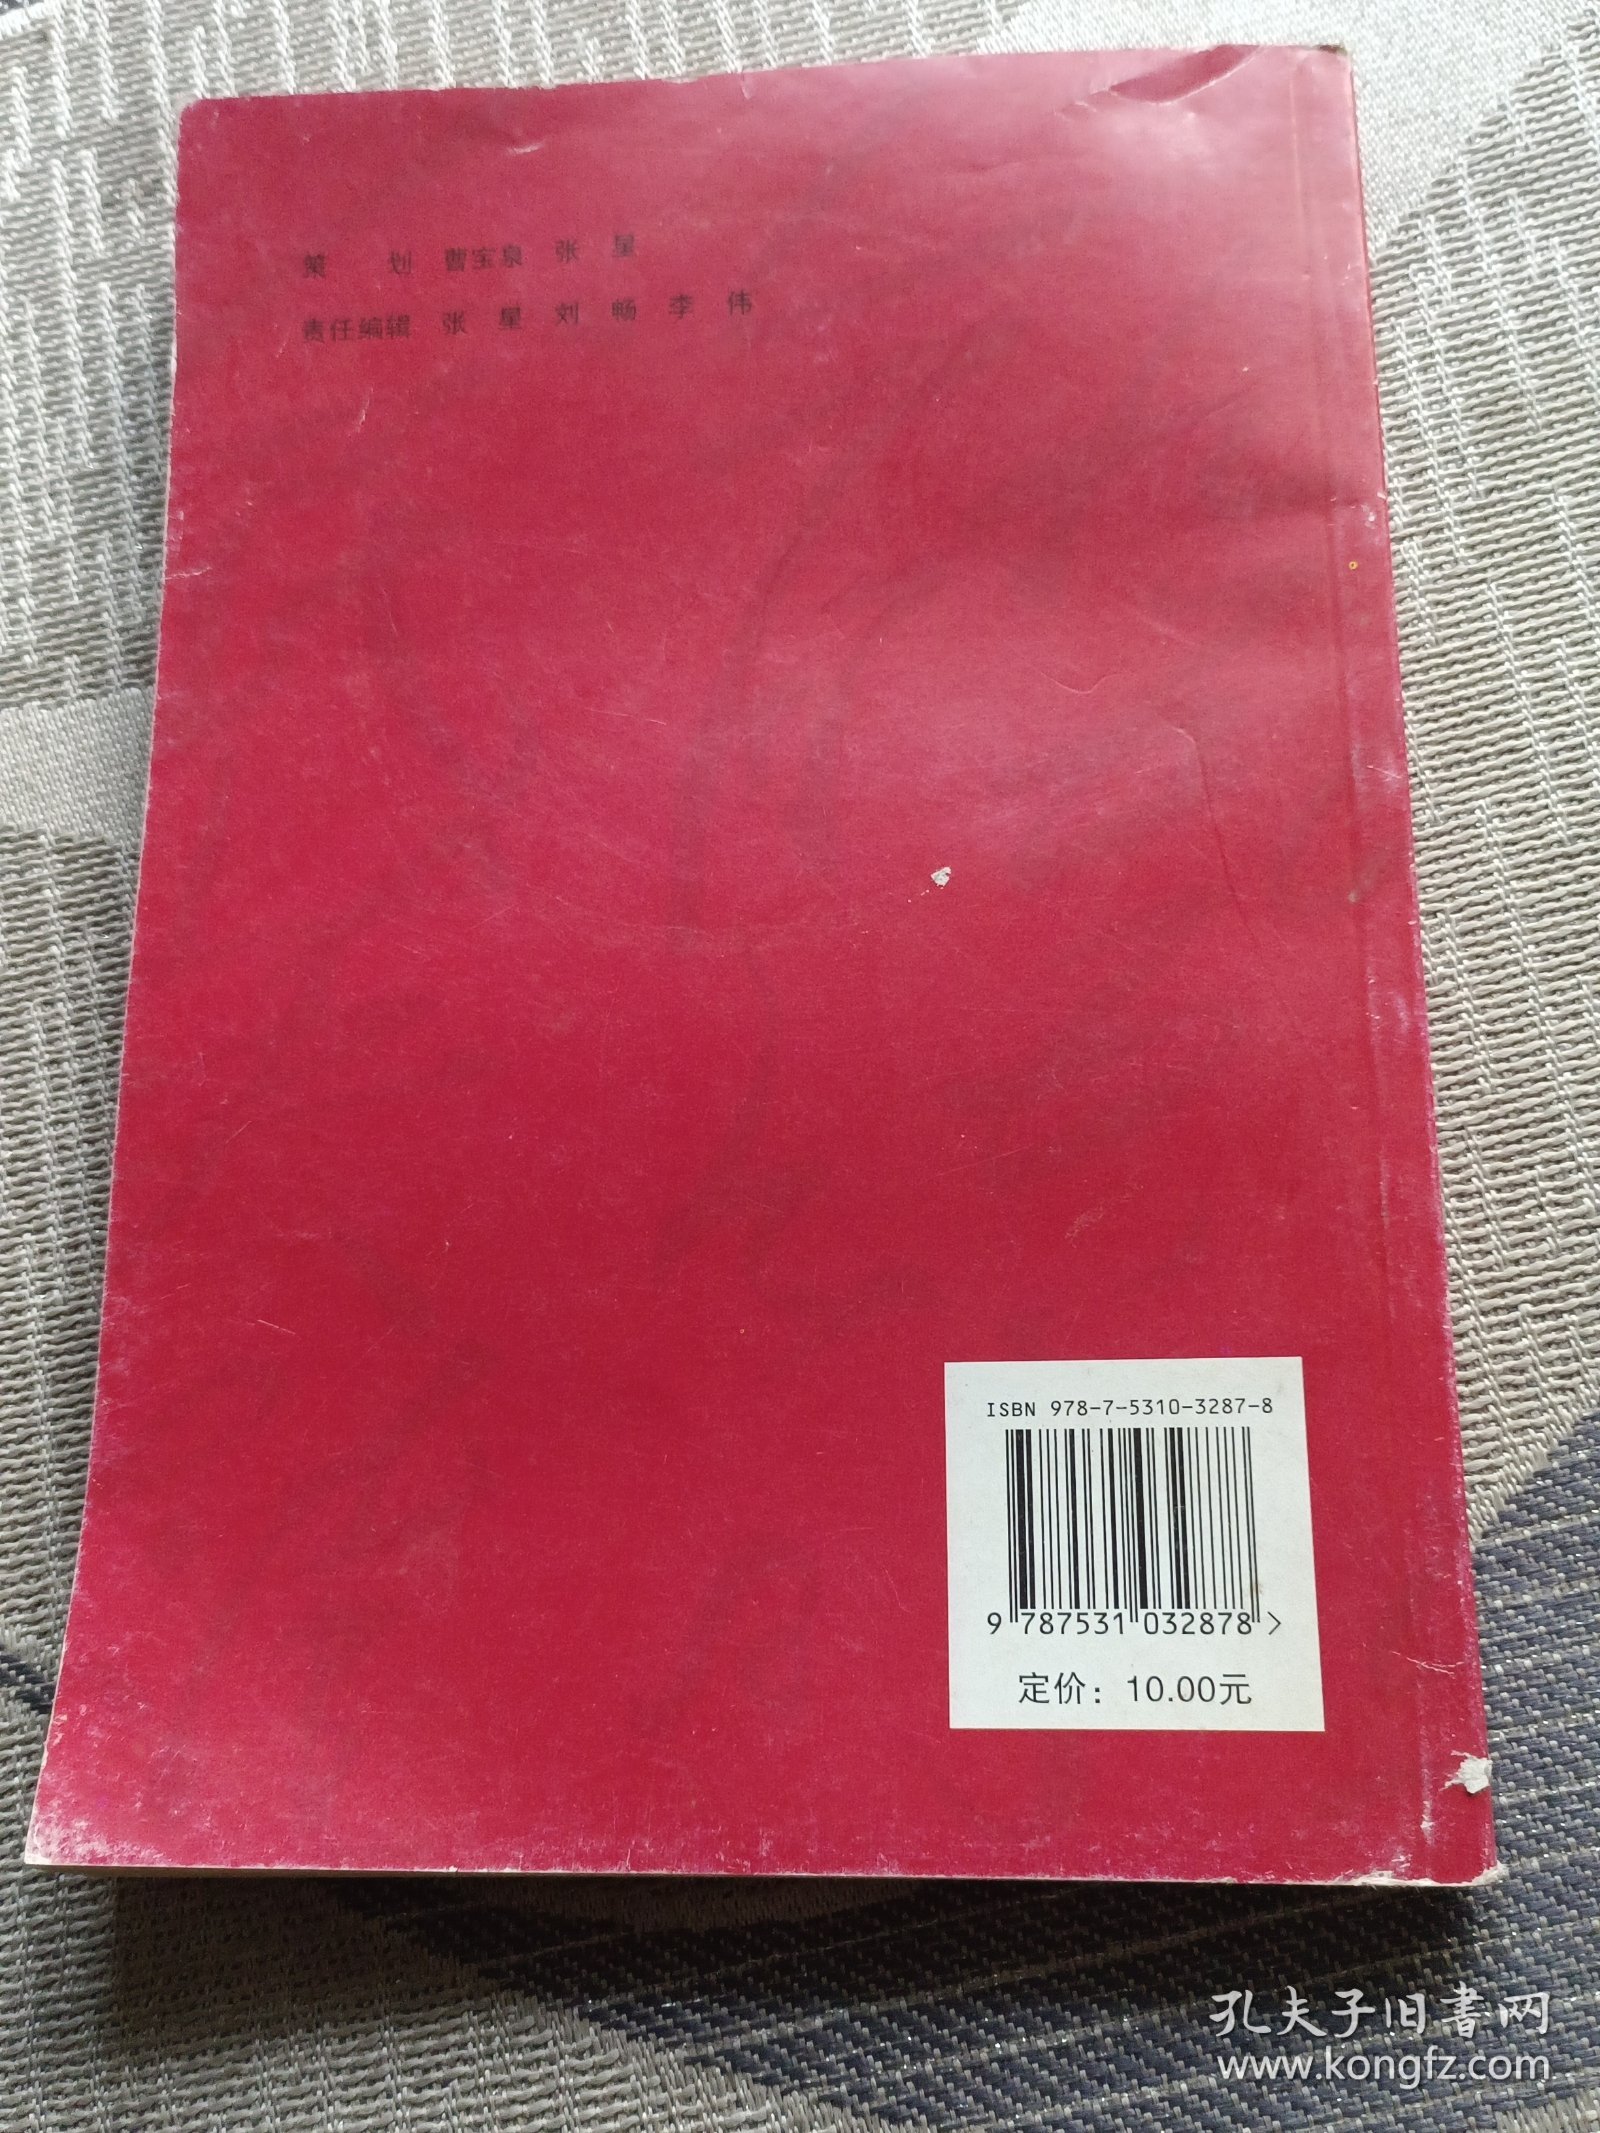 策　　划　曹宝泉　张　星
责任编辑　张　星　刘　畅　李　伟
ISBN 978-7-5310-3287-8
9 787531 032878 >
定价：10.00元
孔夫子旧书网
www.kongfz.com